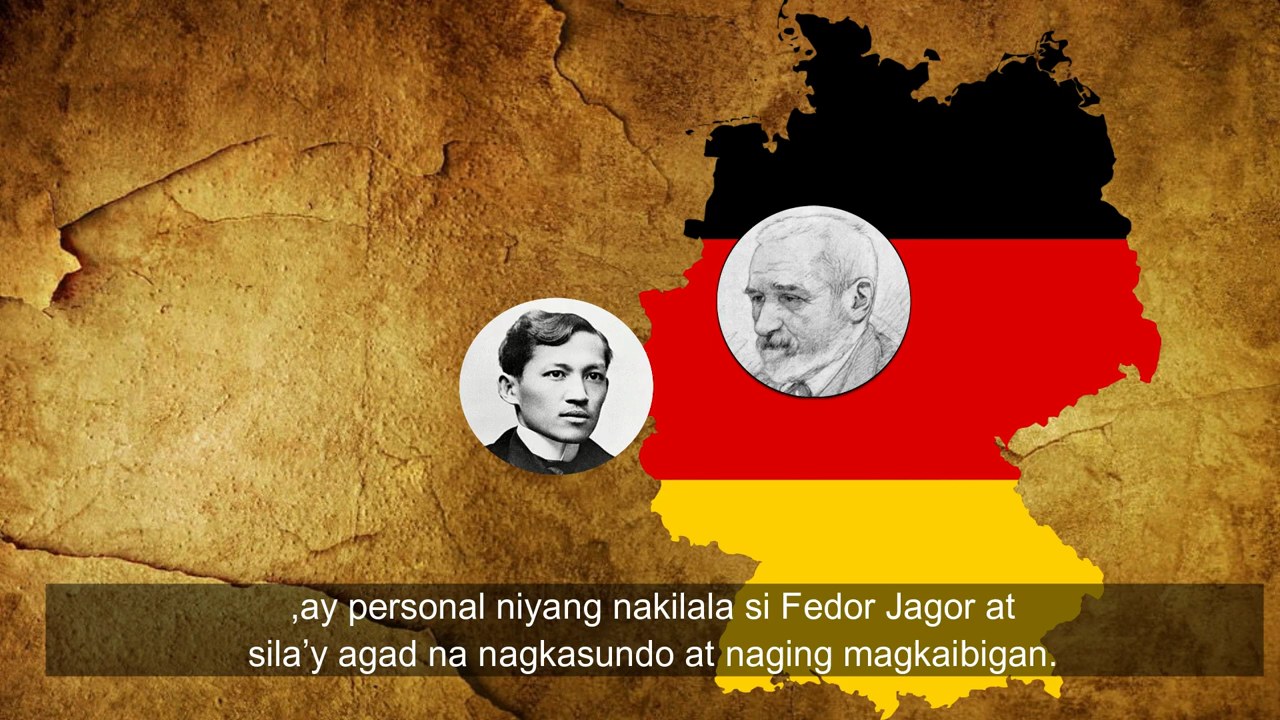 ,ay personal niyang nakilala si Fedor Jagor at
sila’y agad na nagkasundo at naging magkaibigan.